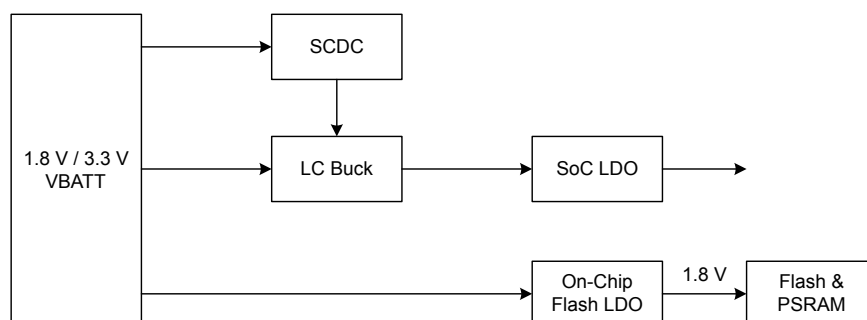 SCDC
1.8 V / 3.3 V
VBATT
LC Buck
SoC LDO
On-Chip
Flash LDO
1.8 V
Flash &
PSRAM